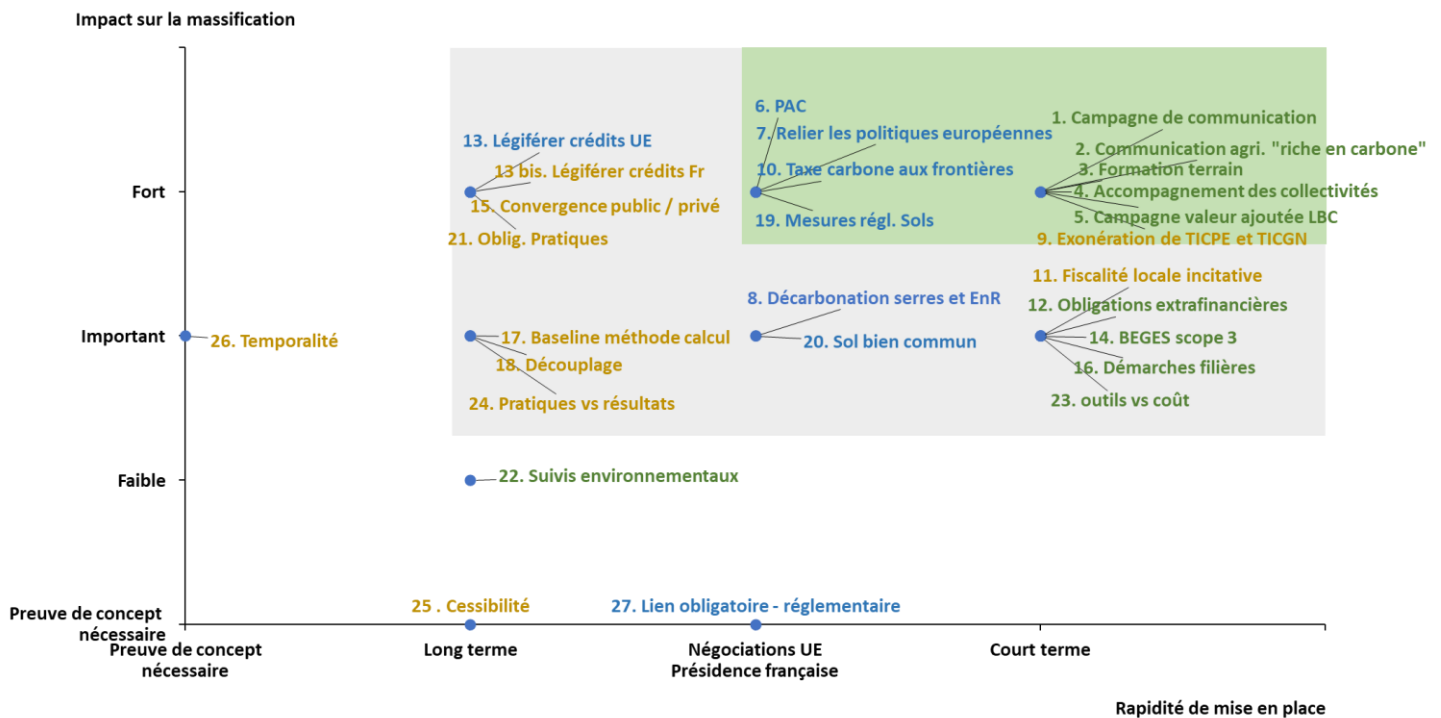 Impact sur la massification
6. PAC
1. Campagne de communication
7. Relier les politiques européennes
13. Légiférer crédits UE
2. Communication agri. "riche en carbone"
13 bis. Légiférer crédits Fr
10. Taxe carbone aux frontières
3. Formation terrain
Fort
4. Accompagnement des collectivités
15. Convergence public / privé
19. Mesures régl. Sols
5. Campagne valeur ajoutée LBC
21. Oblig. Pratiques
9. Exonération de TICPE et TICGN
11. Fiscalité locale incitative
8. Décarbonation serres et EnR
12. Obligations extrafinancières
Important
26. Temporalité
17. Baseline méthode calcul
20. Sol bien commun
14. BEGES scope 3
18. Découplage
16. Démarches filières
24. Pratiques vs résultats
23. outils vs coût
Faible
22. Suivis environnementaux
25 . Cessibilité
27. Lien obligatoire - réglementaire
Preuve de concept
nécessaire
Preuve de concept
nécessaire
Long terme
Négociations UE
Présidence française
Court terme
Rapidité de mise en place